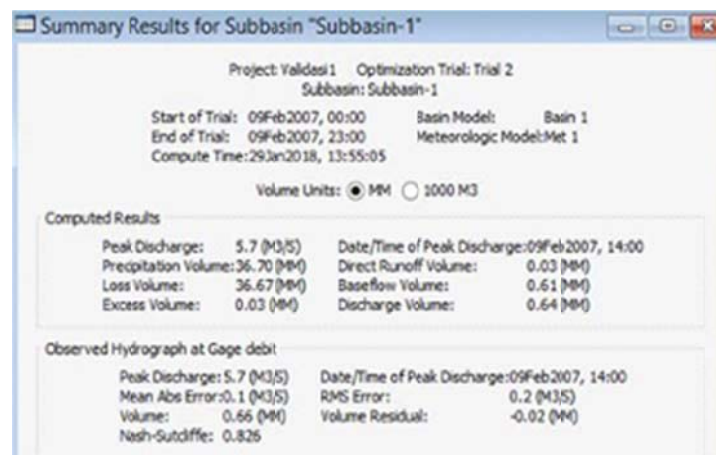 Summary Results for Subbasin "Subbasin-1"
Project: Validasi1 Optimization Trial: Trial 2
Subbasin: Subbasin-1
Start of Trial: 09Feb2007, 00:00 Basin Model: Basin 1
End of Trial: 09Feb2007, 23:00 Meteorologic Model:Met 1
Compute Time:29Jan2018, 13:55:05
Volume Units: MM 1000 M3
Computed Results
Peak Discharge: 5.7 (M3/S) Date/Time of Peak Discharge:09Feb2007, 14:00
Precipitation Volume:36.70 (MM) Direct Runoff Volume: 0.03 (MM)
Loss Volume: 36.67 (MM) Baseflow Volume: 0.61 (MM)
Excess Volume: 0.03 (MM) Discharge Volume: 0.64 (MM)
Observed Hydrograph at Gage debit
Peak Discharge:5.7 (M3/S) Date/Time of Peak Discharge:09Feb2007, 14:00
Mean Abs Error:0.1 (M3/S) RMS Error: 0.2 (M3/S)
Volume: 0.66 (MM) Volume Residual: -0.02 (MM)
Nash-Sutcliffe: 0.826